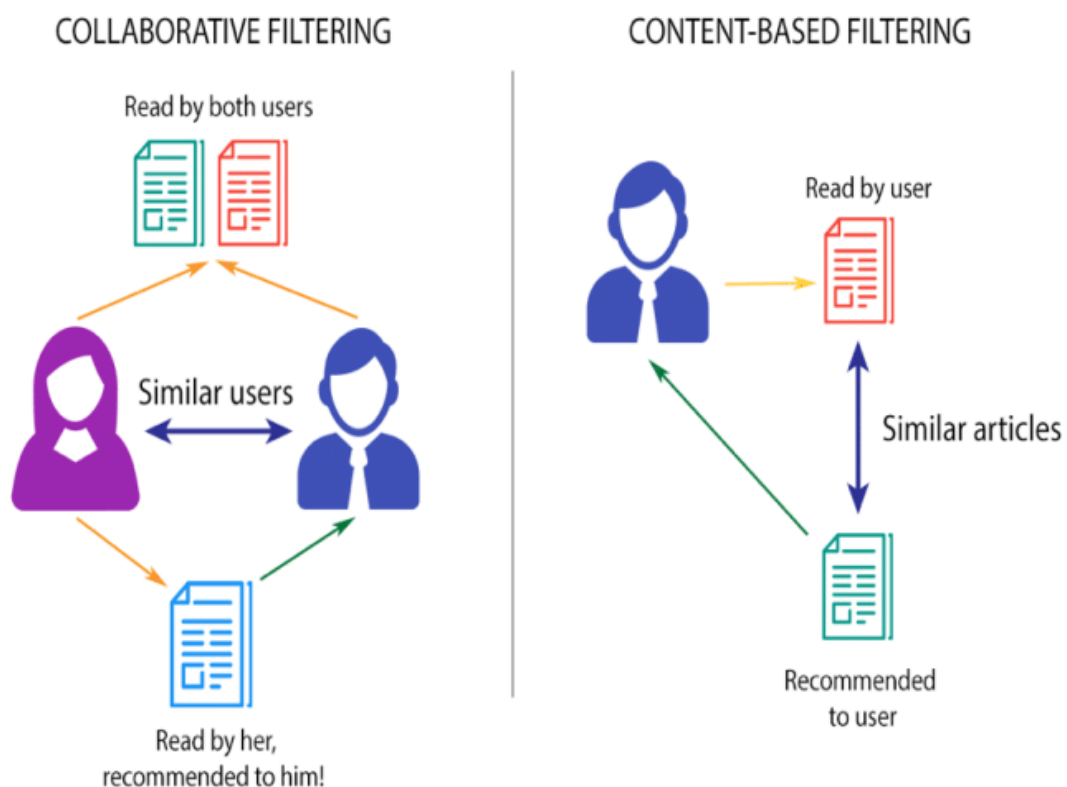 COLLABORATIVE FILTERING
Read by both users
Similar users
Read by her,
recommended to him!
CONTENT-BASED FILTERING
Read by user
Similar articles
Recommended
to user